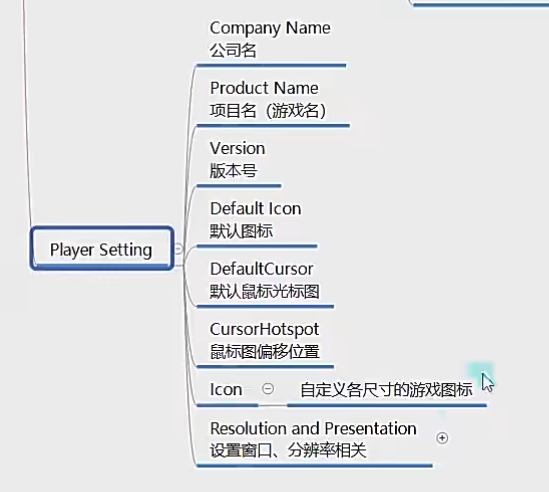 Company Name
公司名
Product Name
项目名（游戏名）
Version
版本号
Default Icon
默认图标
Player Setting
DefaultCursor
默认鼠标光标图
CursorHotspot
鼠标图偏移位置
Icon
自定义各尺寸的游戏图标
Resolution and Presentation
设置窗口、分辨率相关